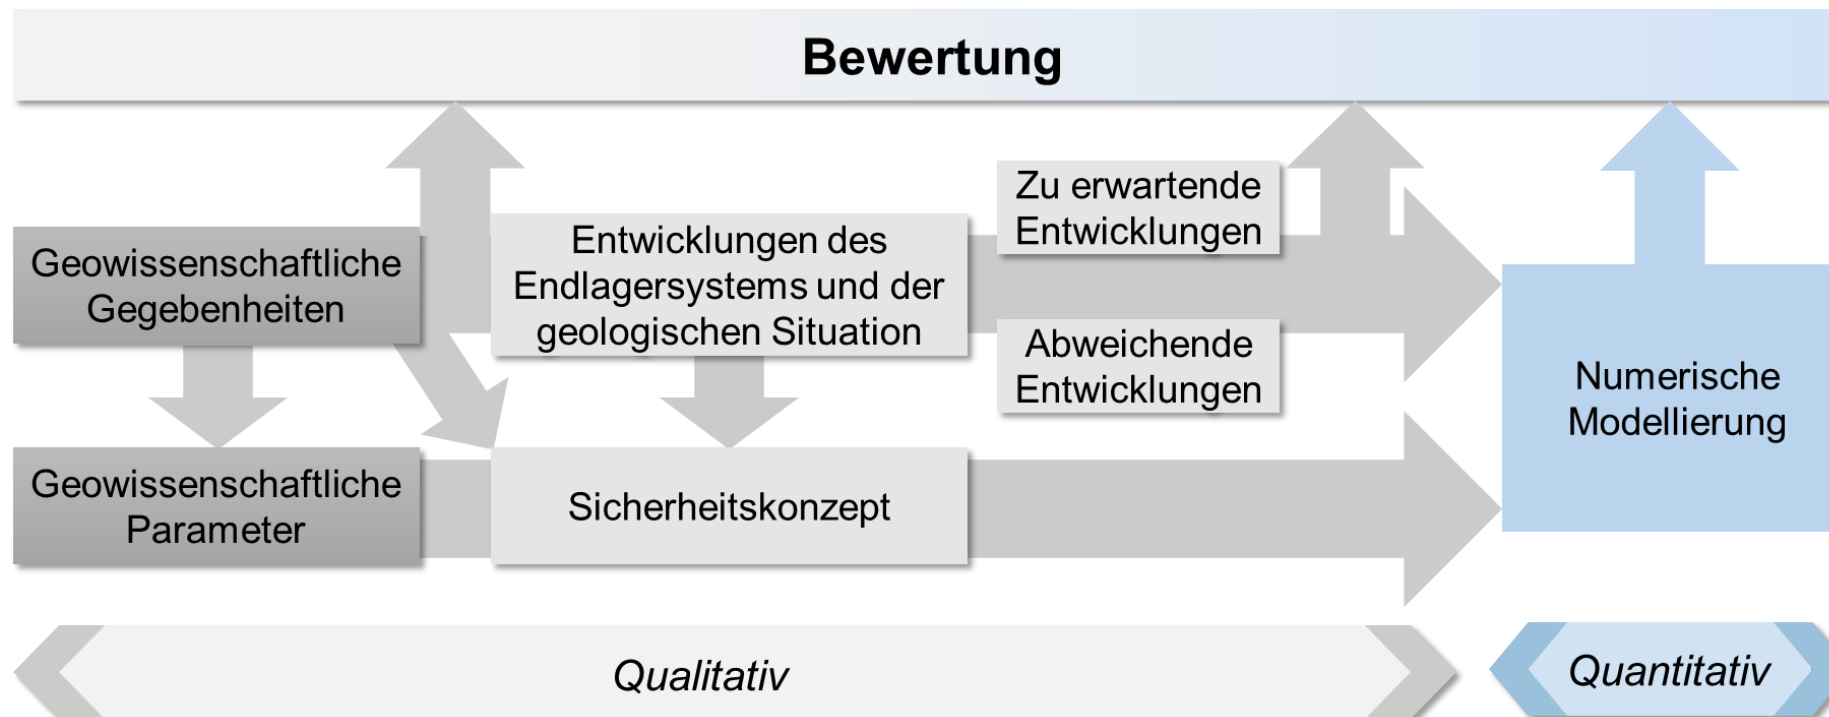 Bewertung
Geowissenschaftliche
Gegebenheiten
Entwicklungen des
Endlagersystems und der
geologischen Situation
Zu erwartende
Entwicklungen
Abweichende
Entwicklungen
Numerische
Modellierung
Geowissenschaftliche
Parameter
Sicherheitskonzept
Qualitativ
Quantitativ